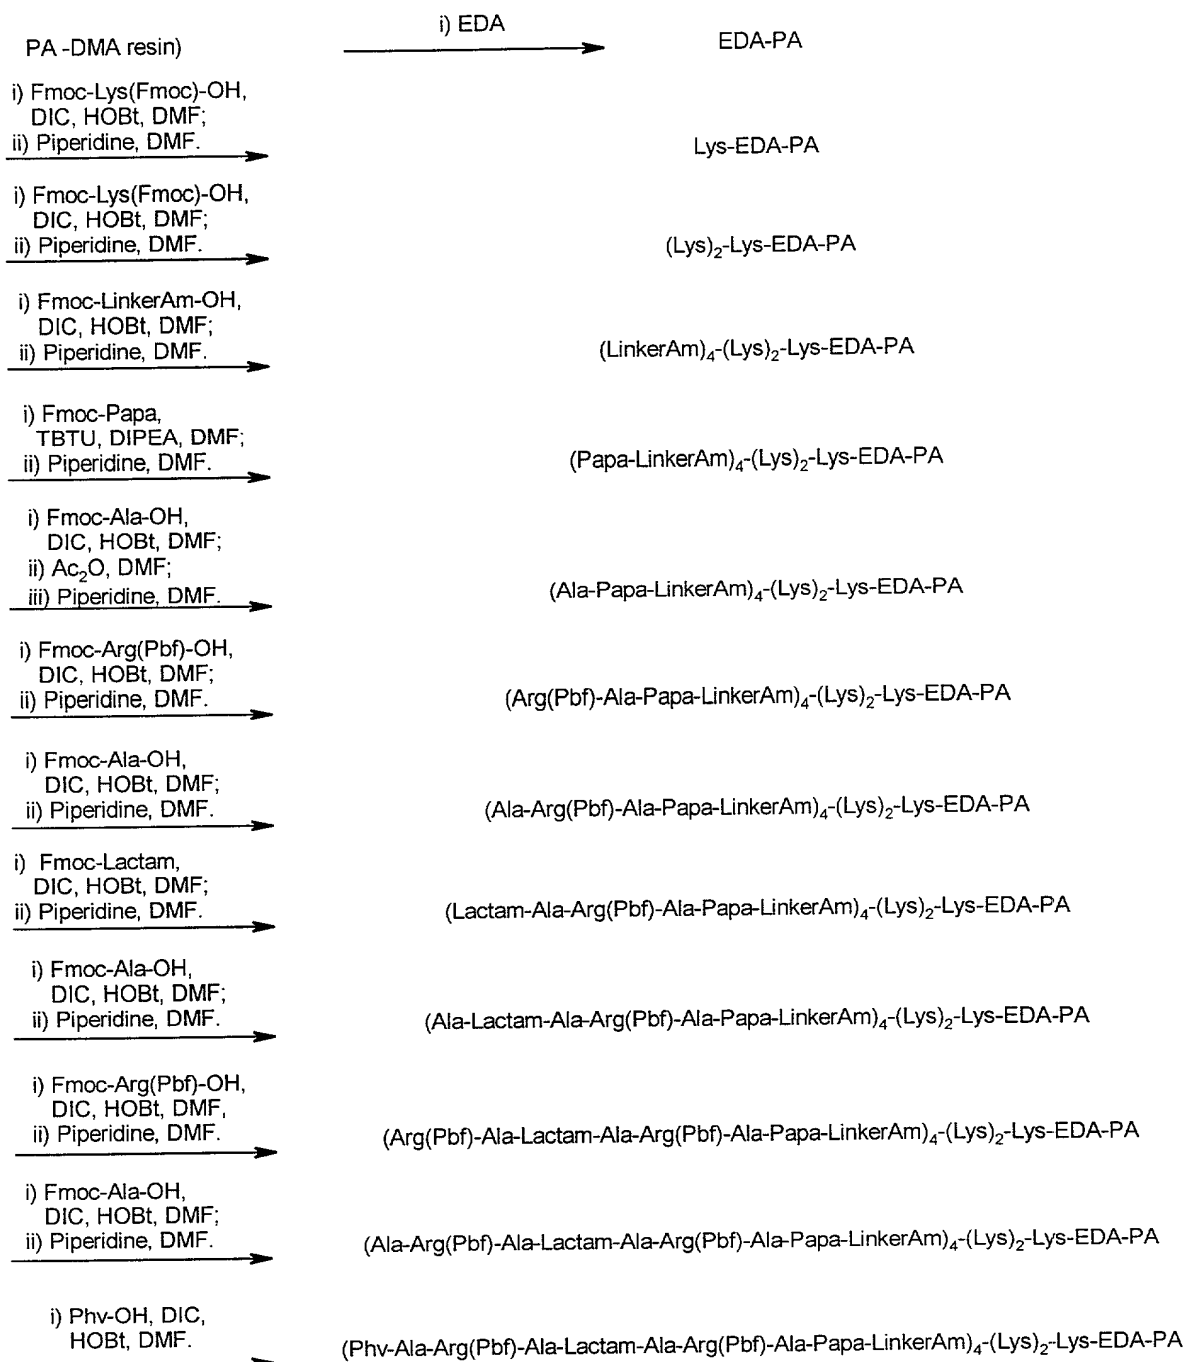 PA -DMA resin)
i) EDA
EDA-PA
i) Fmoc-Lys(Fmoc)-OH,
DIC, HOBt, DMF;
ii) Piperidine, DMF.
Lys-EDA-PA
i) Fmoc-Lys(Fmoc)-OH,
DIC, HOBt, DMF;
ii) Piperidine, DMF.
(Lys)₂-Lys-EDA-PA
i) Fmoc-LinkerAm-OH,
DIC, HOBt, DMF;
ii) Piperidine, DMF.
(LinkerAm)₄-(Lys)₂-Lys-EDA-PA
i) Fmoc-Papa,
TBTU, DIPEA, DMF;
ii) Piperidine, DMF.
(Papa-LinkerAm)₄-(Lys)₂-Lys-EDA-PA
i) Fmoc-Ala-OH,
DIC, HOBt, DMF;
ii) Ac₂O, DMF;
iii) Piperidine, DMF.
(Ala-Papa-LinkerAm)₄-(Lys)₂-Lys-EDA-PA
i) Fmoc-Arg(Pbf)-OH,
DIC, HOBt, DMF;
ii) Piperidine, DMF.
(Arg(Pbf)-Ala-Papa-LinkerAm)₄-(Lys)₂-Lys-EDA-PA
i) Fmoc-Ala-OH,
DIC, HOBt, DMF;
ii) Piperidine, DMF.
(Ala-Arg(Pbf)-Ala-Papa-LinkerAm)₄-(Lys)₂-Lys-EDA-PA
i) Fmoc-Lactam,
DIC, HOBt, DMF;
ii) Piperidine, DMF.
(Lactam-Ala-Arg(Pbf)-Ala-Papa-LinkerAm)₄-(Lys)₂-Lys-EDA-PA
i) Fmoc-Ala-OH,
DIC, HOBt, DMF;
ii) Piperidine, DMF.
(Ala-Lactam-Ala-Arg(Pbf)-Ala-Papa-LinkerAm)₄-(Lys)₂-Lys-EDA-PA
i) Fmoc-Arg(Pbf)-OH,
DIC, HOBt, DMF,
ii) Piperidine, DMF.
(Arg(Pbf)-Ala-Lactam-Ala-Arg(Pbf)-Ala-Papa-LinkerAm)₄-(Lys)₂-Lys-EDA-PA
i) Fmoc-Ala-OH,
DIC, HOBt, DMF;
ii) Piperidine, DMF.
(Ala-Arg(Pbf)-Ala-Lactam-Ala-Arg(Pbf)-Ala-Papa-LinkerAm)₄-(Lys)₂-Lys-EDA-PA
i) Phv-OH, DIC,
HOBt, DMF.
(Phv-Ala-Arg(Pbf)-Ala-Lactam-Ala-Arg(Pbf)-Ala-Papa-LinkerAm)₄-(Lys)₂-Lys-EDA-PA